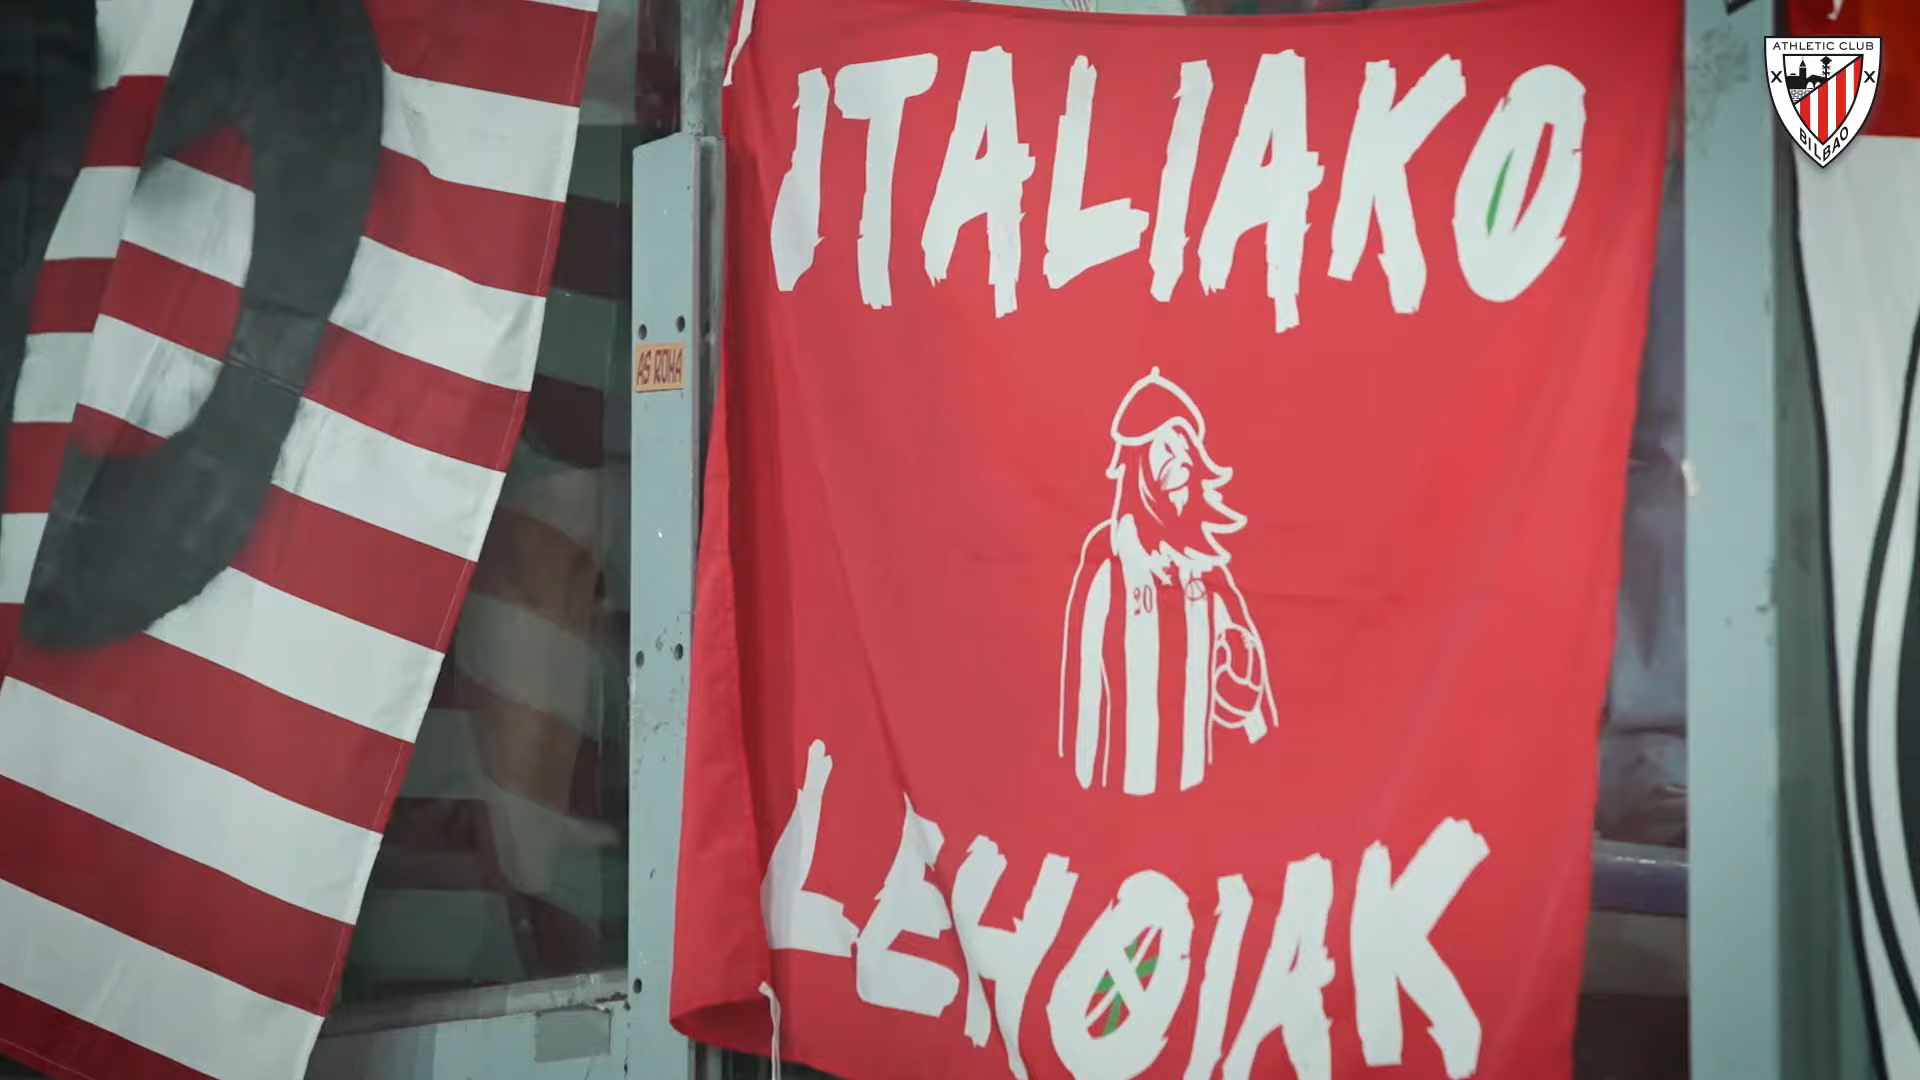 ATHLETIC CLUB
BILBAO
ITALIAKO
AS ROMA
20
LEHOIAK